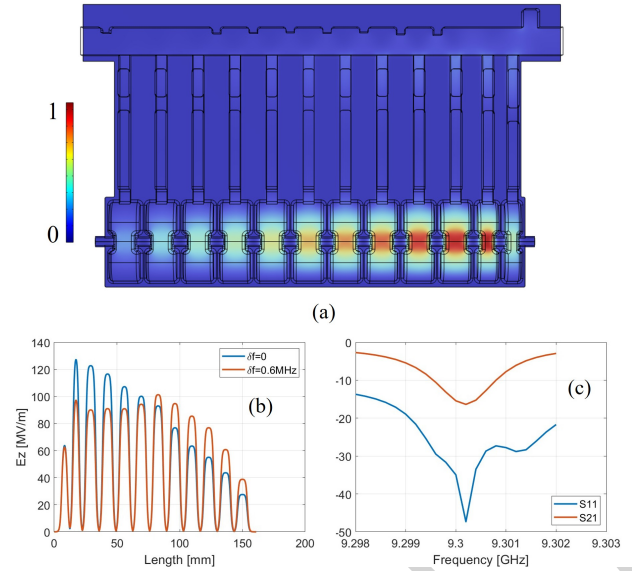 1
0
(a)
140
120
100
80
60
40
20
0
Ez [MV/m]
δf=0
δf=0.6MHz
(b)
0 50 100 150 200
Length [mm]
0
-10
-20
-30
-40
-50
(c)
S11
S21
9.298 9.299 9.3 9.301 9.302 9.303
Frequency [GHz]